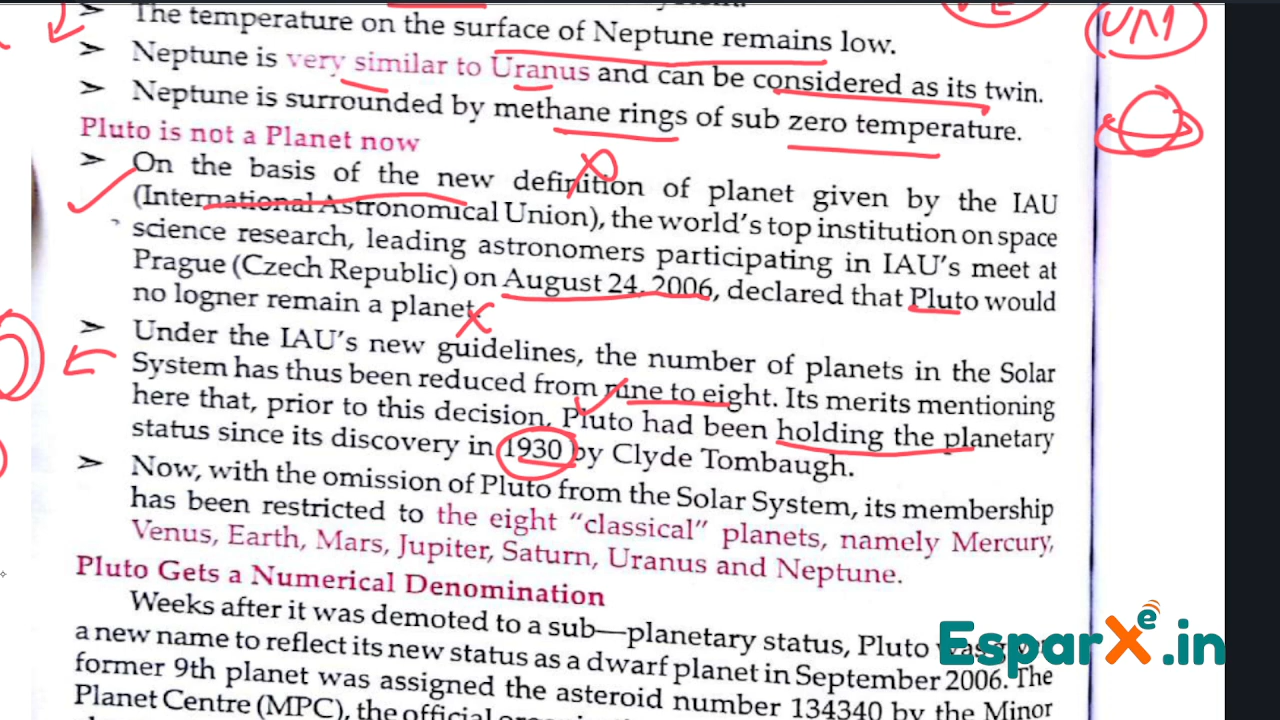 The temperature on the surface of Neptune remains low.
Neptune is very similar to Uranus and can be considered as its twin.
Neptune is surrounded by methane rings of sub zero temperature.
Pluto is not a Planet now
On the basis of the new definition of planet given by the IAU
(International Astronomical Union), the world's top institution on space
science research, leading astronomers participating in IAU's meet at
Prague (Czech Republic) on August 24, 2006, declared that Pluto would
no logner remain a planet.
Under the IAU's new guidelines, the number of planets in the Solar
System has thus been reduced from nine to eight. Its merits mentioning
here that, prior to this decision, Pluto had been holding the planetary
status since its discovery in 1930 by Clyde Tombaugh.
Now, with the omission of Pluto from the Solar System, its membership
has been restricted to the eight "classical" planets, namely Mercury,
Venus, Earth, Mars, Jupiter, Saturn, Uranus and Neptune.
Pluto Gets a Numerical Denomination
Weeks after it was demoted to a sub—planetary status, Pluto was
a new name to reflect its new status as a dwarf planet in September 2006. The
former 9th planet was assigned the asteroid number 134340 by the Minor
Planet Centre (MPC), the official
EsparXe.in